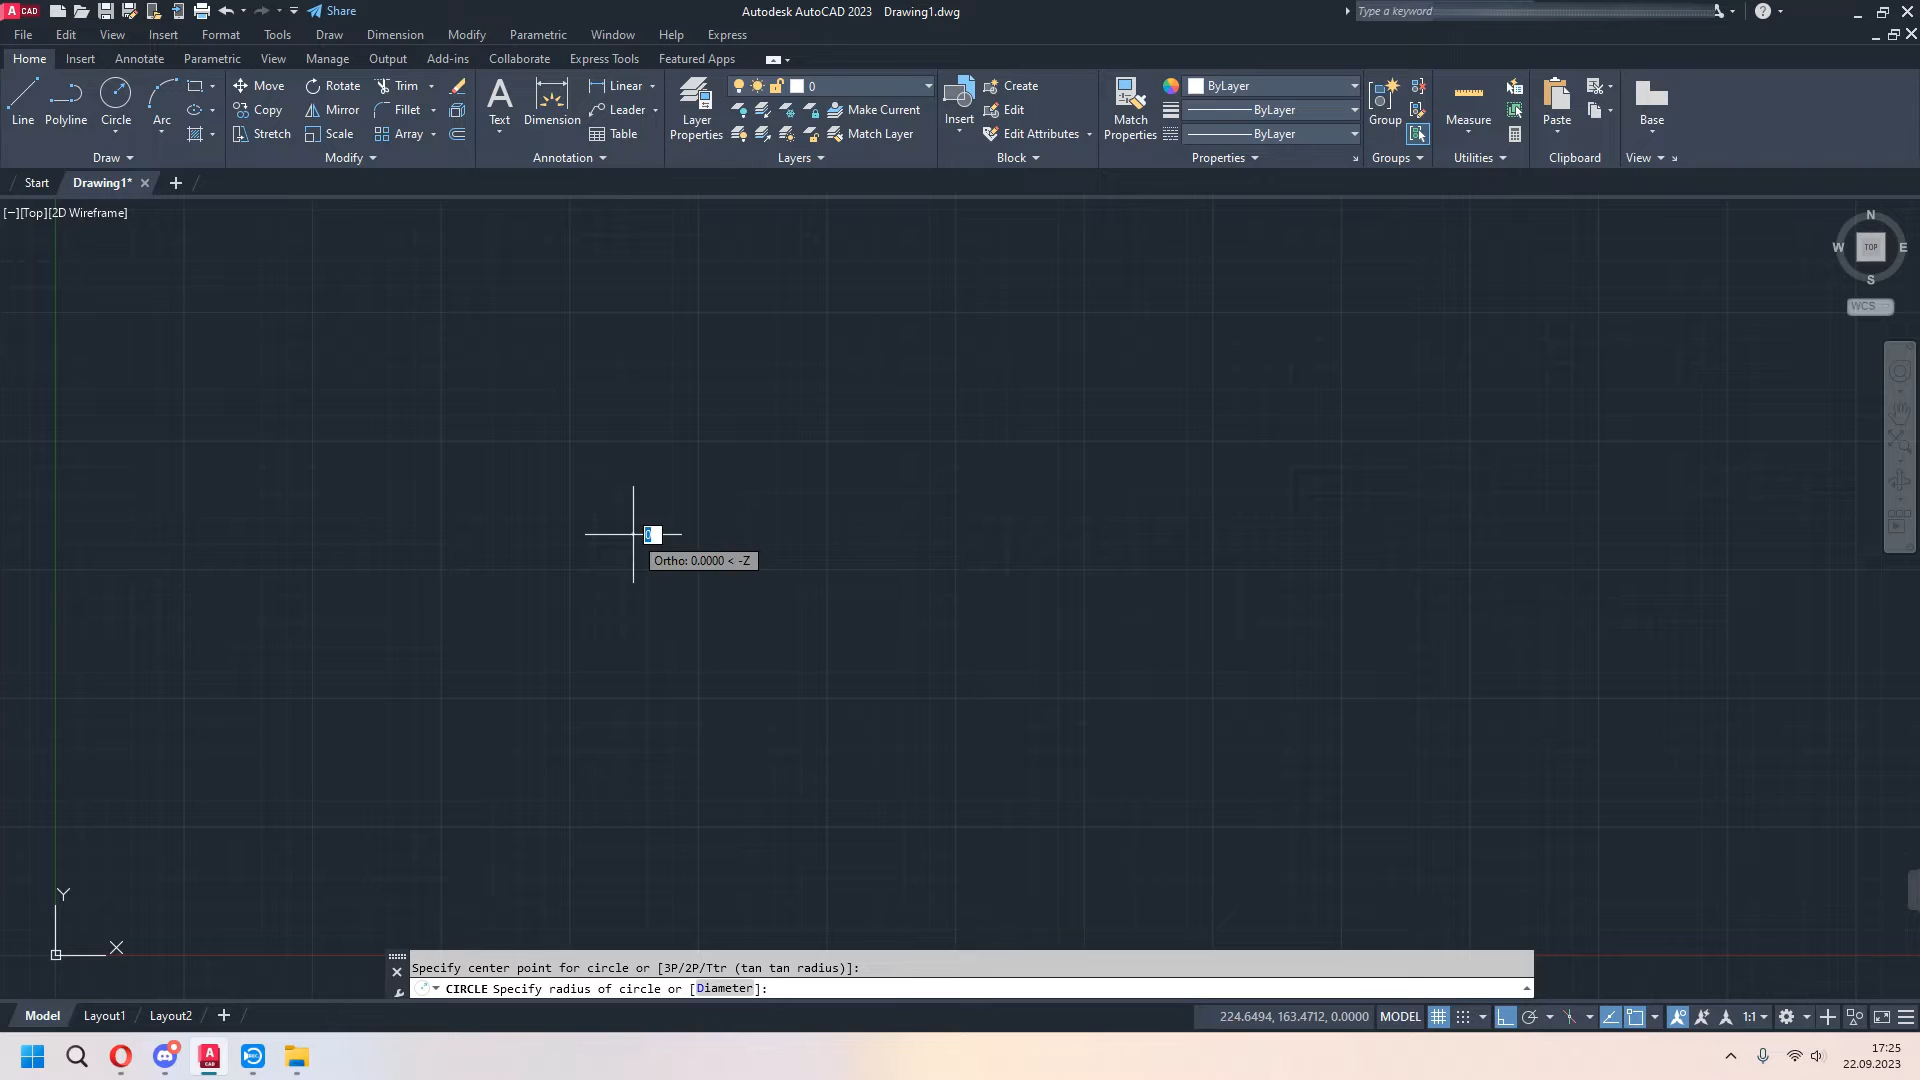 A CAD Share Autodesk AutoCAD 2023 Drawing1.dwg Type a keyword
File Edit View Insert Format Tools Draw Dimension Modify Parametric Window Help Express
Home Insert Annotate Parametric View Manage Output Add-ins Collaborate Express Tools Featured Apps
Line Polyline Circle Arc
Move Rotate Trim
Copy Mirror Fillet
Stretch Scale Array
Text Dimension
Linear
Leader
Table
Layer
Properties
0
Make Current
Match Layer
Insert
Create
Edit
Edit Attributes
Match
Properties
ByLayer
ByLayer
ByLayer
Group
Measure
Paste
Base
Draw Modify Annotation Layers Block Properties Groups Utilities Clipboard View
Start Drawing1*
[−][Top][2D Wireframe]
N
W TOP E
S
WCS
0
Ortho: 0.0000 < -Z
Y
X
Specify center point for circle or [3P/2P/Ttr (tan tan radius)]:
CIRCLE Specify radius of circle or [Diameter]:
Model Layout1 Layout2
224.6494, 163.4712, 0.0000 MODEL 1:1
A CAD
17:25
22.09.2023